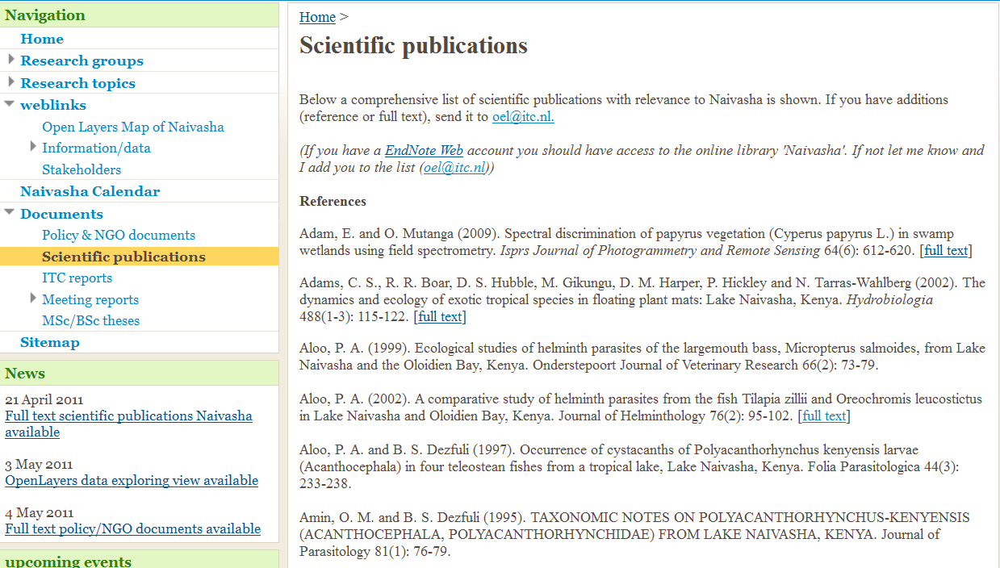 Navigation
Home
Research groups
Research topics
weblinks
Open Layers Map of Naivasha
Information/data
Stakeholders
Naivasha Calendar
Documents
Policy & NGO documents
Scientific publications
ITC reports
Meeting reports
MSc/BSc theses
Sitemap
News
21 April 2011
Full text scientific publications Naivasha
available
3 May 2011
OpenLayers data exploring view available
4 May 2011
Full text policy/NGO documents available
upcoming events
Home >
Scientific publications
Below a comprehensive list of scientific publications with relevance to Naivasha is shown. If you have additions
(reference or full text), send it to oel@itc.nl.
(If you have a EndNote Web account you should have access to the online library 'Naivasha'. If not let me know and
I add you to the list (oel@itc.nl))
References
Adam, E. and O. Mutanga (2009). Spectral discrimination of papyrus vegetation (Cyperus papyrus L.) in swamp
wetlands using field spectrometry. Isprs Journal of Photogrammetry and Remote Sensing 64(6): 612-620. [full text]
Adams, C. S., R. R. Boar, D. S. Hubble, M. Gikungu, D. M. Harper, P. Hickley and N. Tarras-Wahlberg (2002). The
dynamics and ecology of exotic tropical species in floating plant mats: Lake Naivasha, Kenya. Hydrobiologia
488(1-3): 115-122. [full text]
Aloo, P. A. (1999). Ecological studies of helminth parasites of the largemouth bass, Micropterus salmoides, from Lake
Naivasha and the Oloidien Bay, Kenya. Onderstepoort Journal of Veterinary Research 66(2): 73-79.
Aloo, P. A. (2002). A comparative study of helminth parasites from the fish Tilapia zillii and Oreochromis leucostictus
in Lake Naivasha and Oloidien Bay, Kenya. Journal of Helminthology 76(2): 95-102. [full text]
Aloo, P. A. and B. S. Dezfuli (1997). Occurrence of cystacanths of Polyacanthorhynchus kenyensis larvae
(Acanthocephala) in four teleostean fishes from a tropical lake, Lake Naivasha, Kenya. Folia Parasitologica 44(3):
233-238.
Amin, O. M. and B. S. Dezfuli (1995). TAXONOMIC NOTES ON POLYACANTHORHYNCHUS-KENYENSIS
(ACANTHOCEPHALA, POLYACANTHORHYNCHIDAE) FROM LAKE NAIVASHA, KENYA. Journal of
Parasitology 81(1): 76-79.